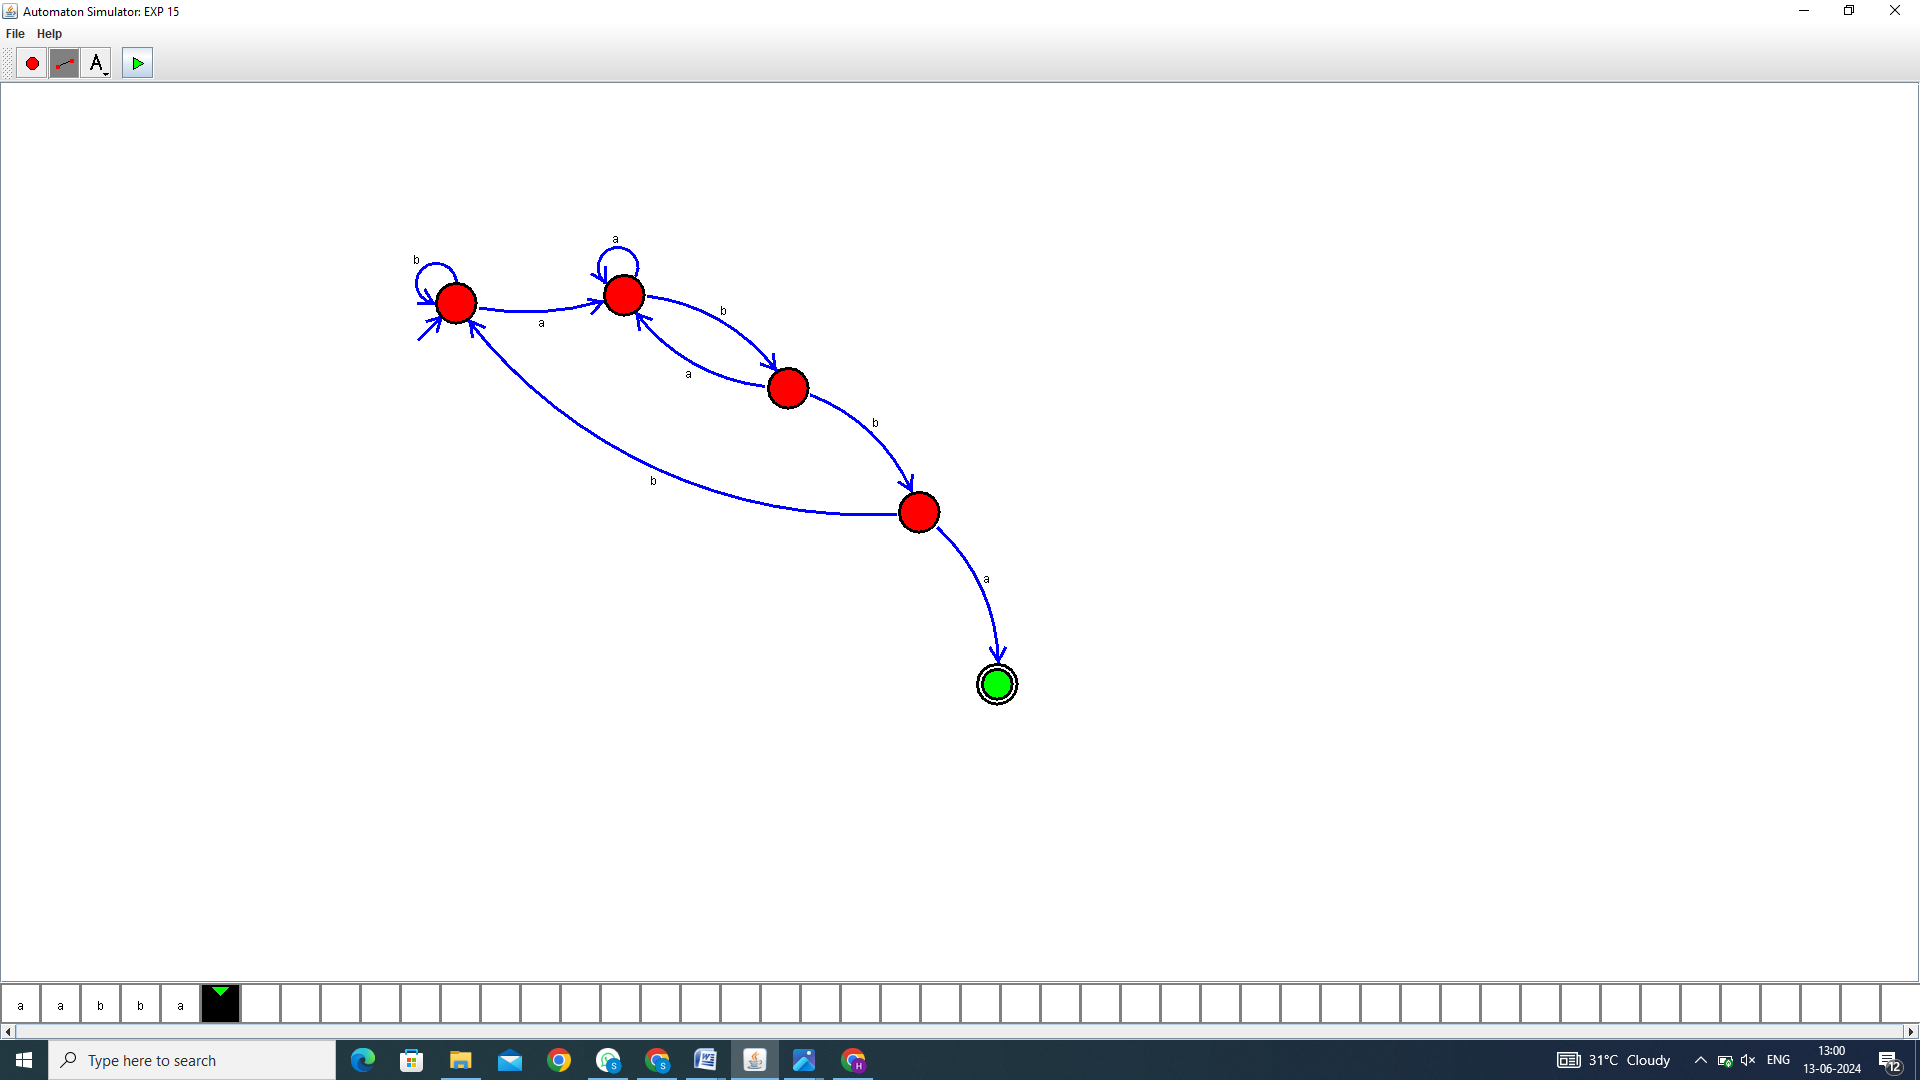 Automaton Simulator: EXP 15
File Help
A
a
b
b
a
a
b
b
a
a a b b a
Type here to search
31°C Cloudy
ENG
13:00
13-06-2024
12